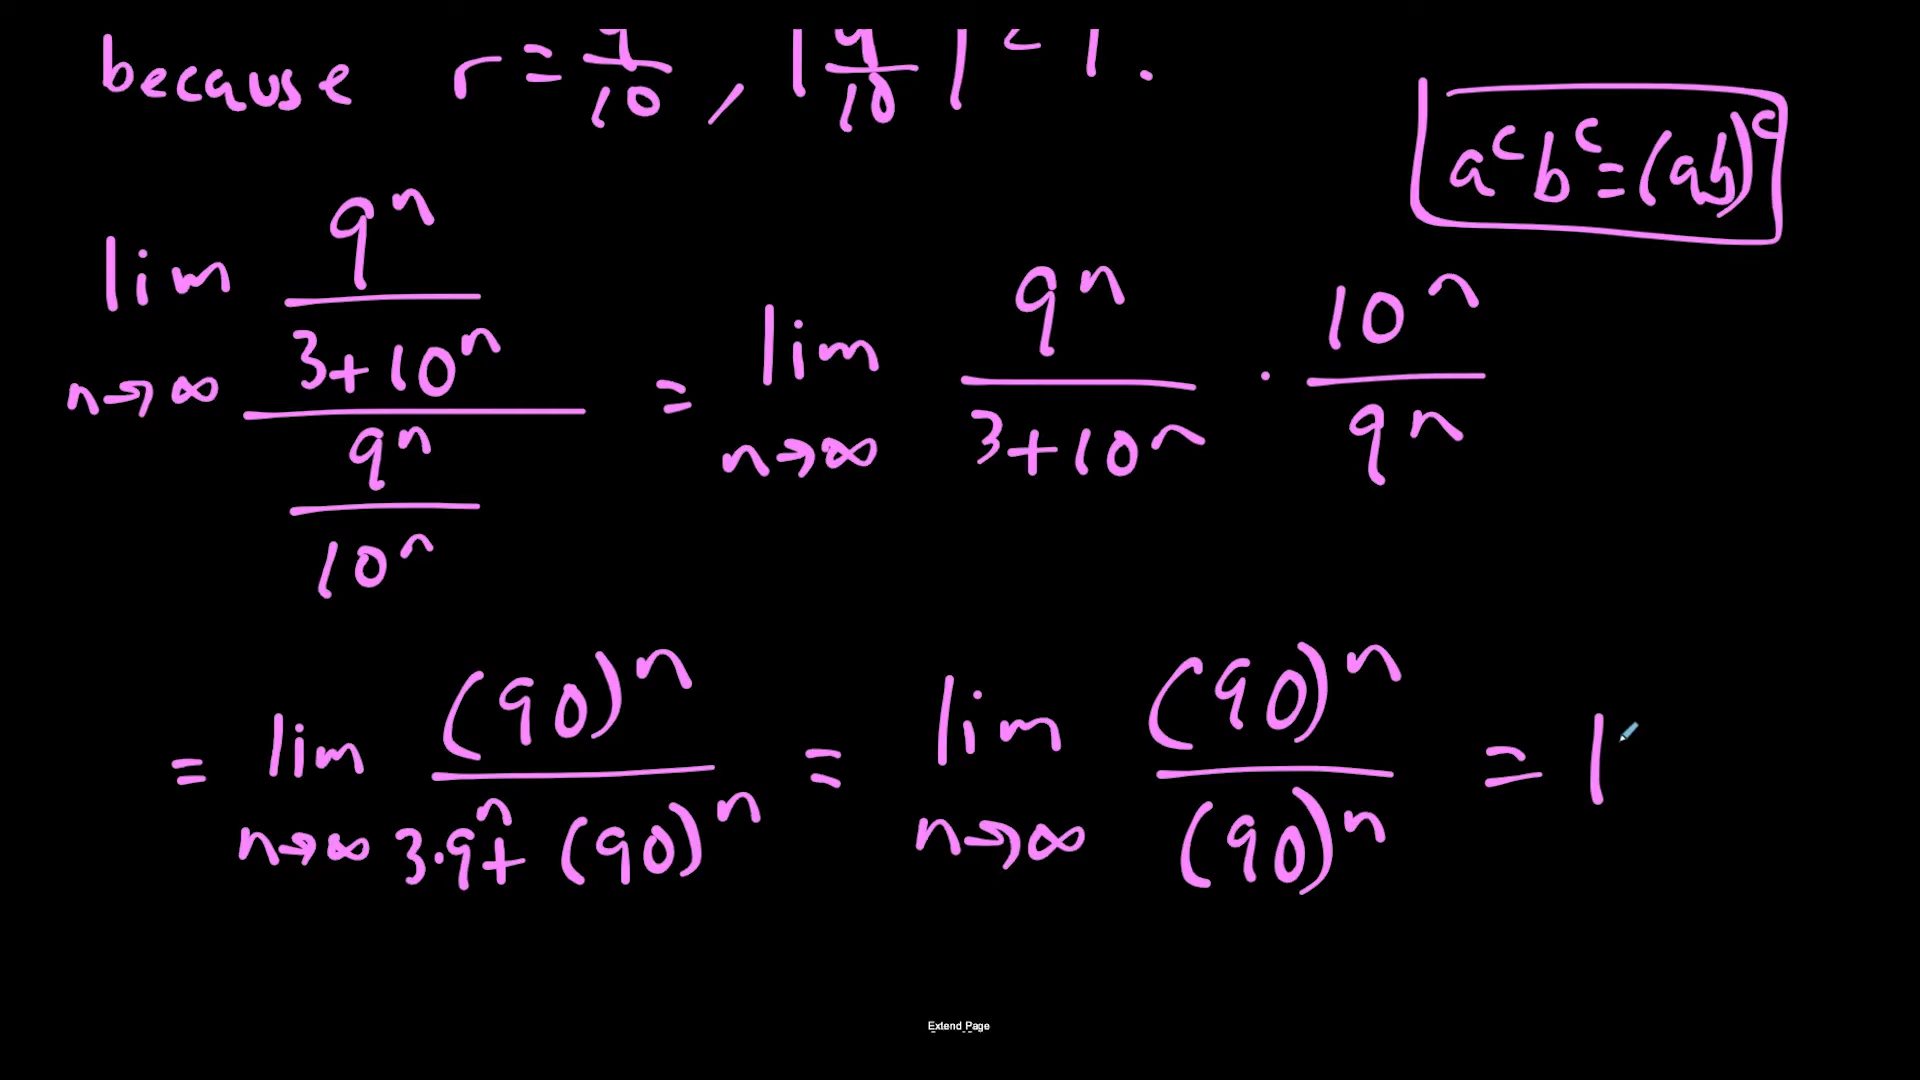 because r = 9/10 , |9/10| < 1 .
a^c b^c = (ab)^c
lim n→∞ (9^n/(3+10^n))/(9^n/10^n) = lim n→∞ 9^n/(3+10^n) · 10^n/9^n
= lim n→∞ (90)^n/(3·9^n + (90)^n) = lim n→∞ (90)^n/(90)^n = 1
Extend Page